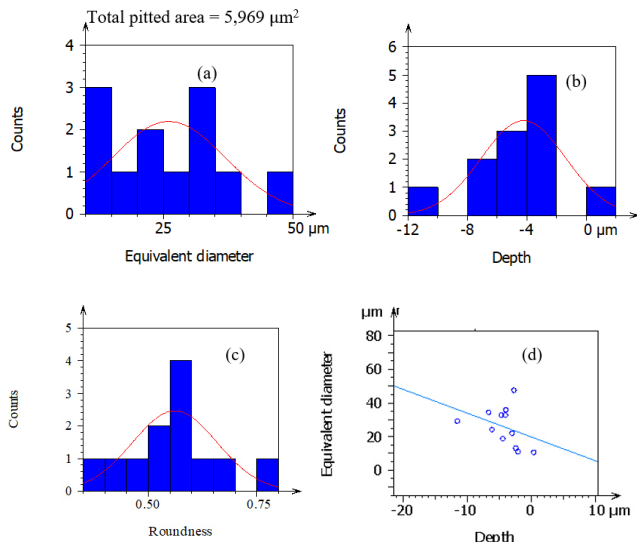 Total pitted area = 5,969 µm²
(a)
4
3
2
1
0
Counts
25
50 µm
Equivalent diameter
(b)
6
5
4
3
2
1
0
Counts
-12
-8
-4
0 µm
Depth
(c)
5
4
3
2
1
0
Counts
0.50
0.75
Roundness
µm
(d)
80
60
40
20
0
Equivalent diameter
-20
-10
0
10 µm
Depth